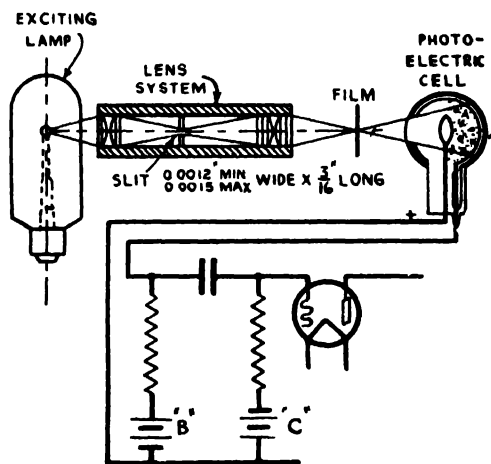 EXCITING
LAMP
LENS
SYSTEM
FILM
PHOTO-
ELECTRIC
CELL
SLIT 0.0012" MIN
0.0015 MAX WIDE X 3/16" LONG
+
"B"
"C"